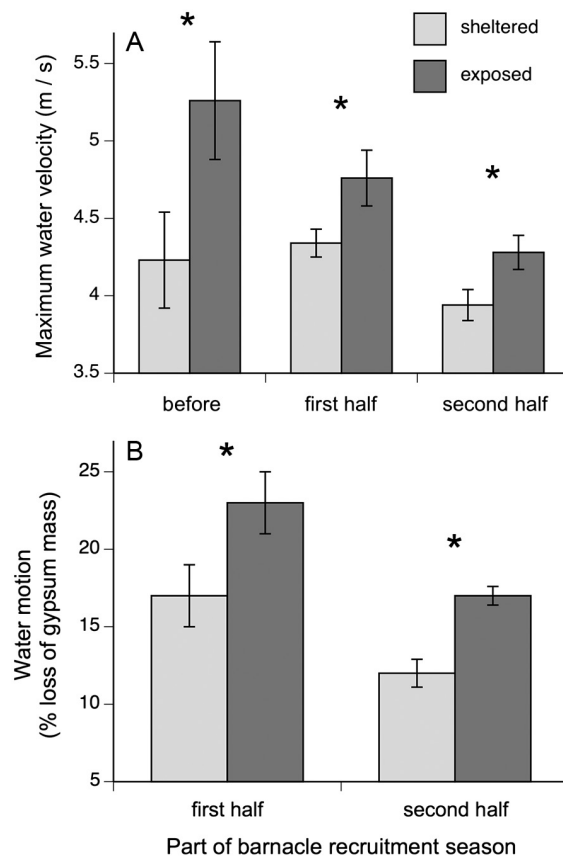 A
*
*
*
sheltered
exposed
Maximum water velocity (m / s)
5.5
5
4.5
4
3.5
before
first half
second half
B
*
*
Water motion
(% loss of gypsum mass)
25
20
15
10
5
first half
second half
Part of barnacle recruitment season